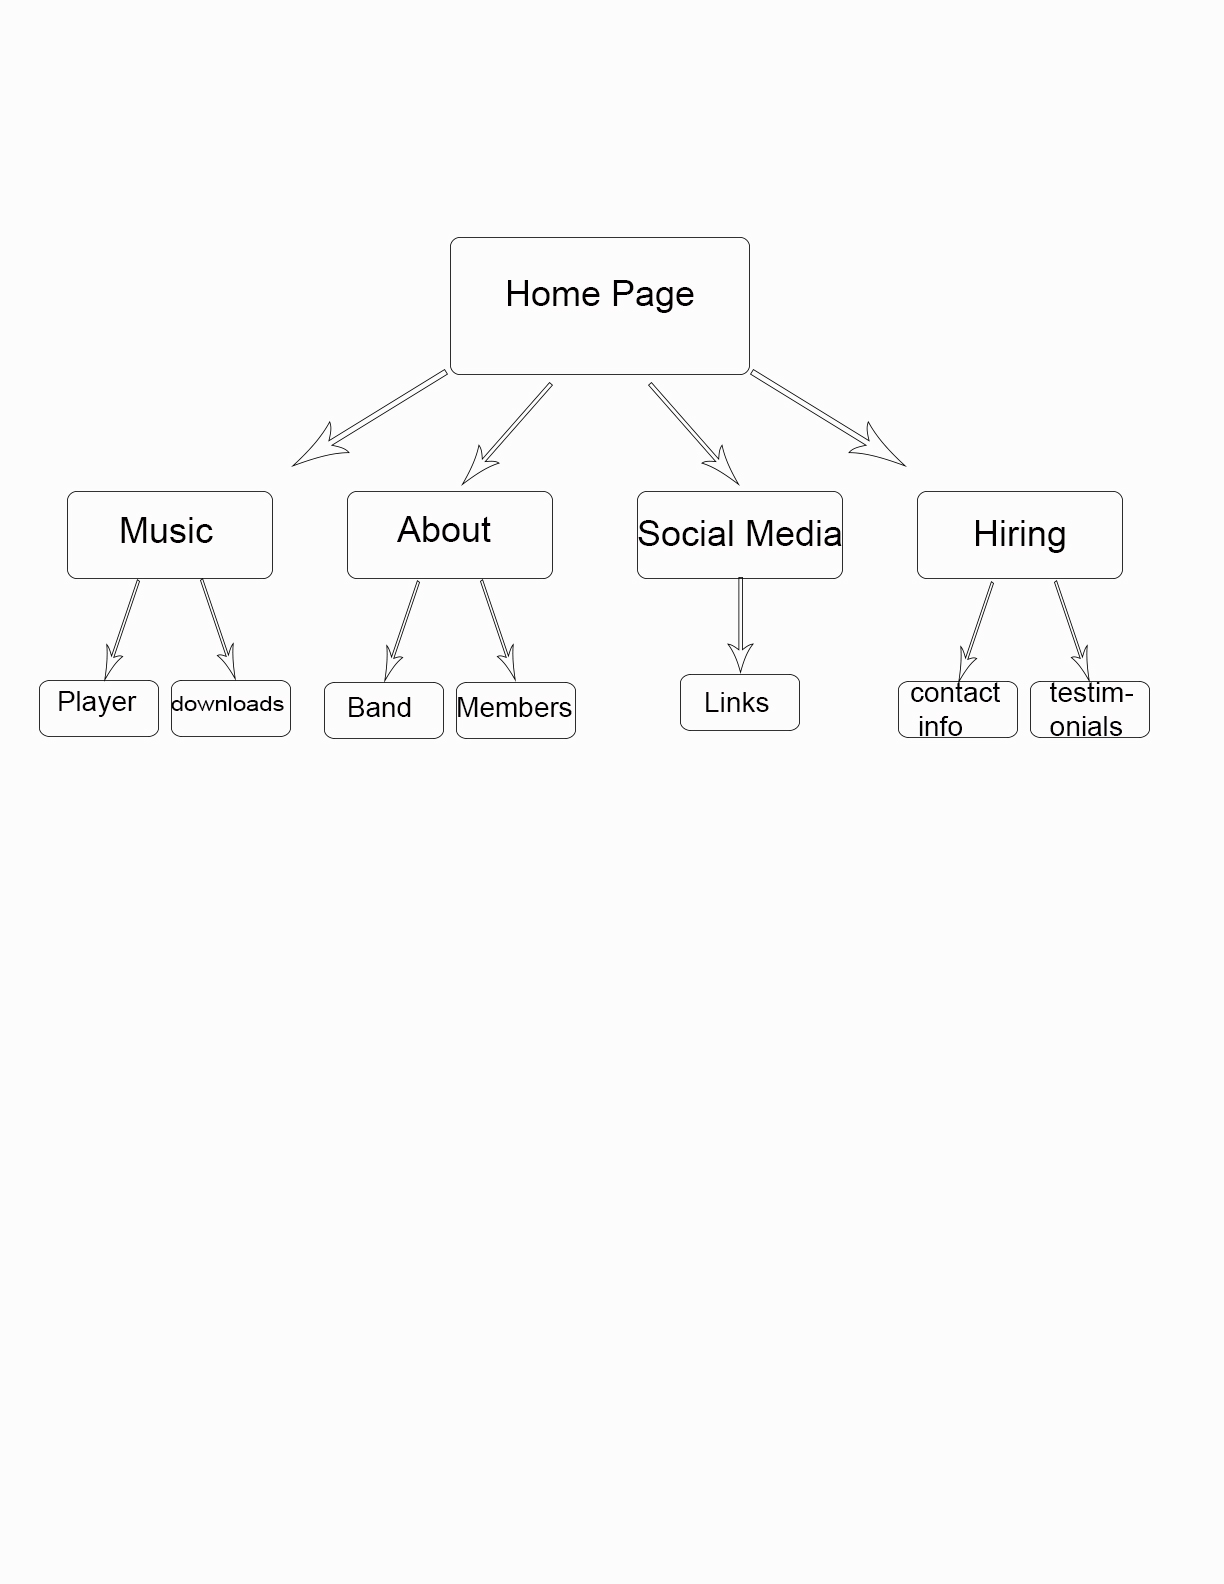 Home Page
Music
About
Social Media
Hiring
Player
downloads
Band
Members
Links
contact
info
testim-
onials